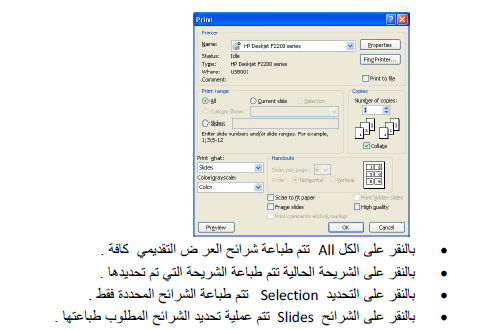 Print
Printer
Name: HP Deskjet F2200 series Properties
Status: Idle Find Printer...
Type: HP Deskjet F2200 series
Where: USB001
Comment: Print to file
Print range Copies
All Current slide Selection Number of copies:
Custom Show: 1
Slides:
Enter slide numbers and/or slide ranges. For example,
1;3;5-12
Collate
Print what: Handouts
Slides Slides per page: 6
Color/grayscale: Order: Horizontal Vertical
Color
Scale to fit paper Print hidden slides
Frame slides High quality
Print comments and ink markup
Preview OK Cancel
• بالنقر على الكل All تتم طباعة شرائح العر ض التقديمي كافة .
• بالنقر على الشريحة الحالية تتم طباعة الشريحة التي تم تحديدها .
• بالنقر على التحديد Selection تتم طباعة الشرائح المحددة فقط .
• بالنقر على الشرائح Slides تتم عملية تحديد الشرائح المطلوب طباعتها .